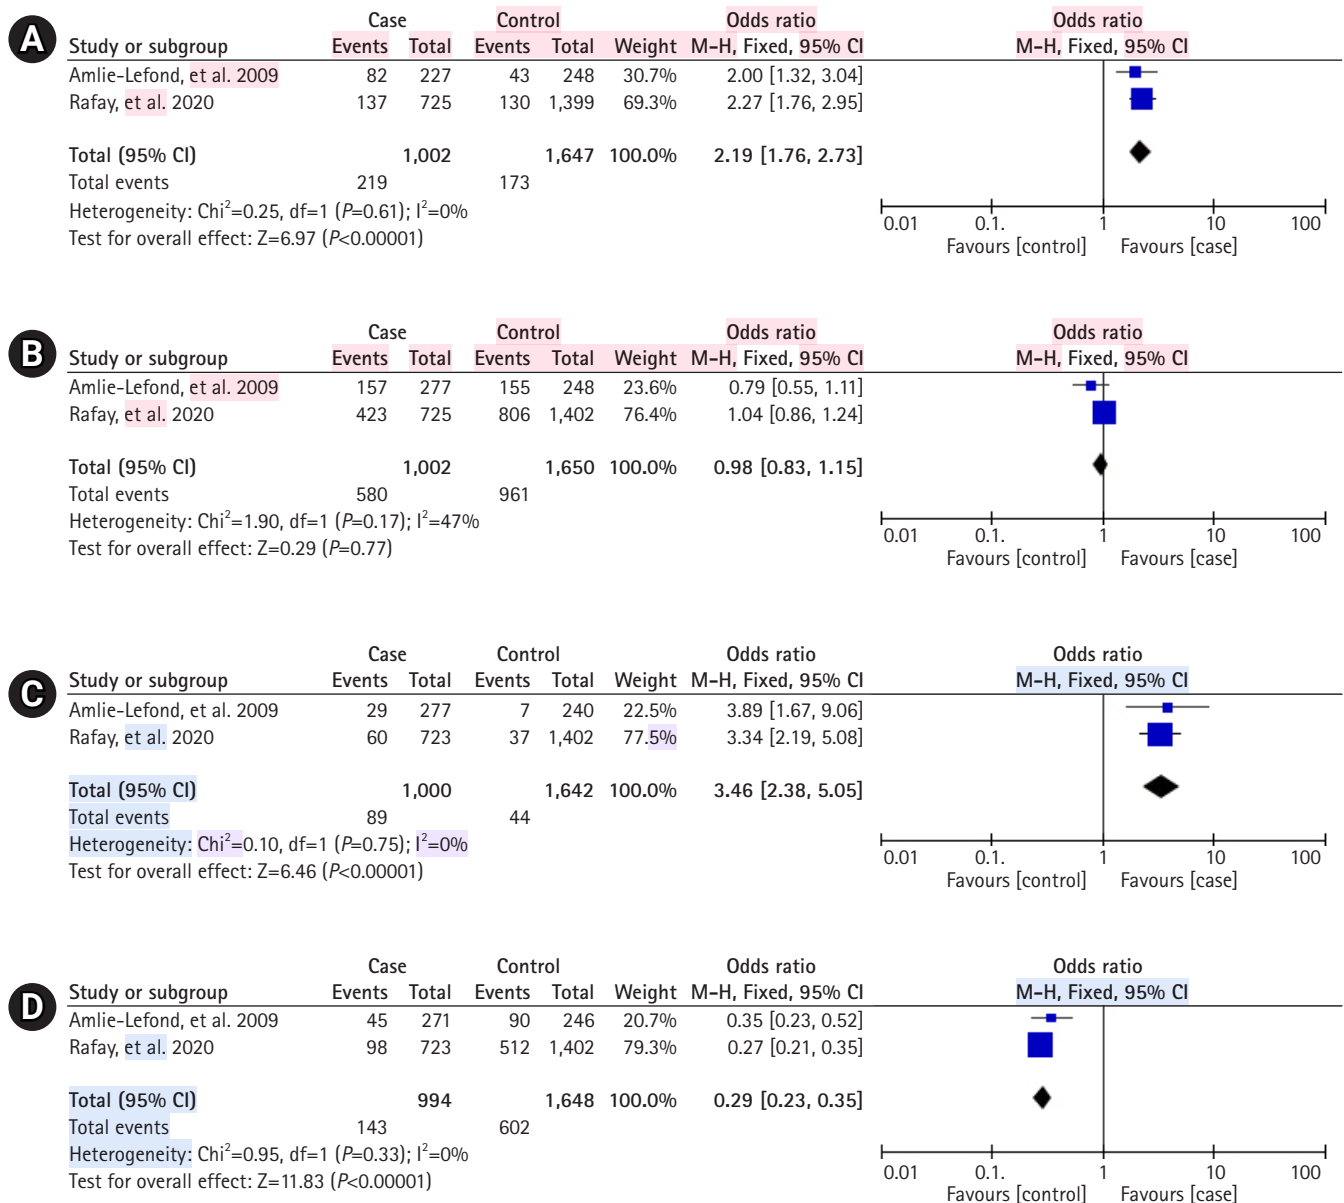 A
Case Control Odds ratio Odds ratio
Study or subgroup Events Total Events Total Weight M-H, Fixed, 95% CI M-H, Fixed, 95% CI
Amlie-Lefond, et al. 2009 82 227 43 248 30.7% 2.00 [1.32, 3.04]
Rafay, et al. 2020 137 725 130 1,399 69.3% 2.27 [1.76, 2.95]
Total (95% CI) 1,002 1,647 100.0% 2.19 [1.76, 2.73]
Total events 219 173
Heterogeneity: Chi²=0.25, df=1 (P=0.61); I²=0%
Test for overall effect: Z=6.97 (P<0.00001)
0.01 0.1. 1 10 100
Favours [control] Favours [case]
B
Case Control Odds ratio Odds ratio
Study or subgroup Events Total Events Total Weight M-H, Fixed, 95% CI M-H, Fixed, 95% CI
Amlie-Lefond, et al. 2009 157 277 155 248 23.6% 0.79 [0.55, 1.11]
Rafay, et al. 2020 423 725 806 1,402 76.4% 1.04 [0.86, 1.24]
Total (95% CI) 1,002 1,650 100.0% 0.98 [0.83, 1.15]
Total events 580 961
Heterogeneity: Chi²=1.90, df=1 (P=0.17); I²=47%
Test for overall effect: Z=0.29 (P=0.77)
0.01 0.1. 1 10 100
Favours [control] Favours [case]
C
Case Control Odds ratio Odds ratio
Study or subgroup Events Total Events Total Weight M-H, Fixed, 95% CI M-H, Fixed, 95% CI
Amlie-Lefond, et al. 2009 29 277 7 240 22.5% 3.89 [1.67, 9.06]
Rafay, et al. 2020 60 723 37 1,402 77.5% 3.34 [2.19, 5.08]
Total (95% CI) 1,000 1,642 100.0% 3.46 [2.38, 5.05]
Total events 89 44
Heterogeneity: Chi²=0.10, df=1 (P=0.75); I²=0%
Test for overall effect: Z=6.46 (P<0.00001)
0.01 0.1. 1 10 100
Favours [control] Favours [case]
D
Case Control Odds ratio Odds ratio
Study or subgroup Events Total Events Total Weight M-H, Fixed, 95% CI M-H, Fixed, 95% CI
Amlie-Lefond, et al. 2009 45 271 90 246 20.7% 0.35 [0.23, 0.52]
Rafay, et al. 2020 98 723 512 1,402 79.3% 0.27 [0.21, 0.35]
Total (95% CI) 994 1,648 100.0% 0.29 [0.23, 0.35]
Total events 143 602
Heterogeneity: Chi²=0.95, df=1 (P=0.33); I²=0%
Test for overall effect: Z=11.83 (P<0.00001)
0.01 0.1. 1 10 100
Favours [control] Favours [case]